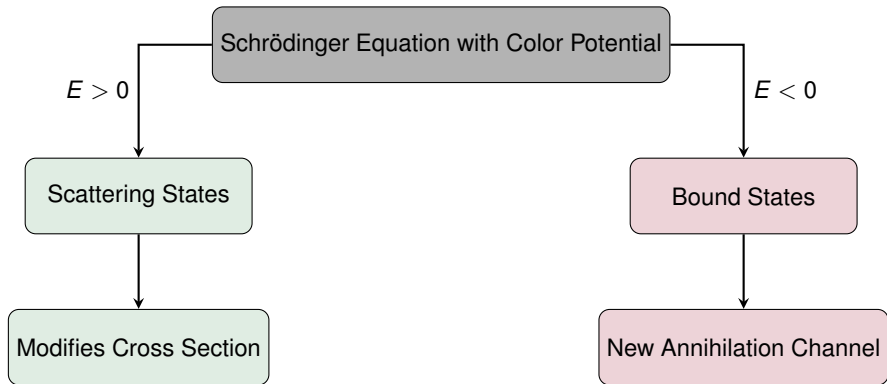 Schrödinger Equation with Color Potential
E > 0
E < 0
Scattering States
Bound States
Modifies Cross Section
New Annihilation Channel